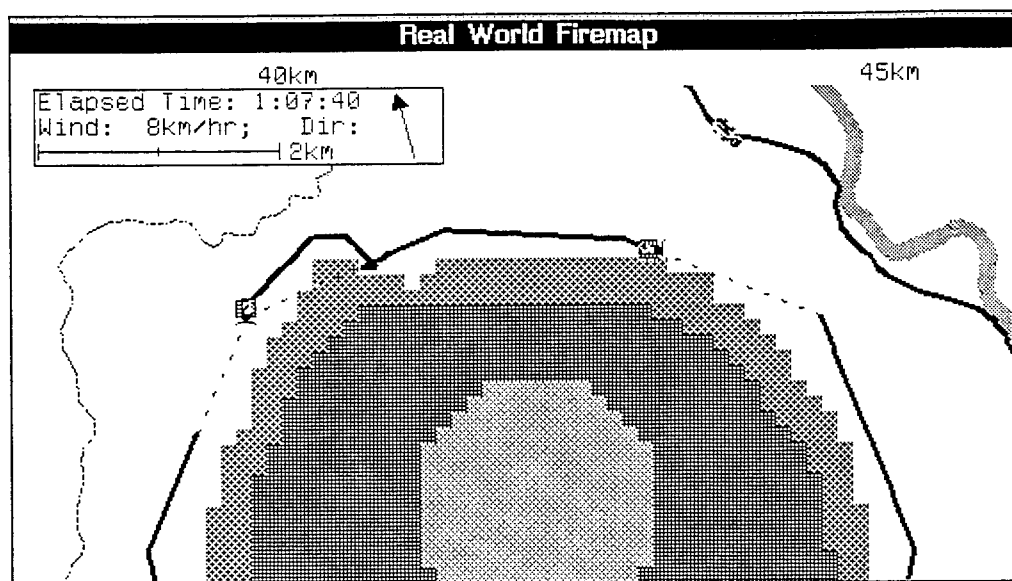 Real World Firemap
40km
45km
Elapsed Time: 1:07:40
Wind: 8km/hr; Dir:
2km